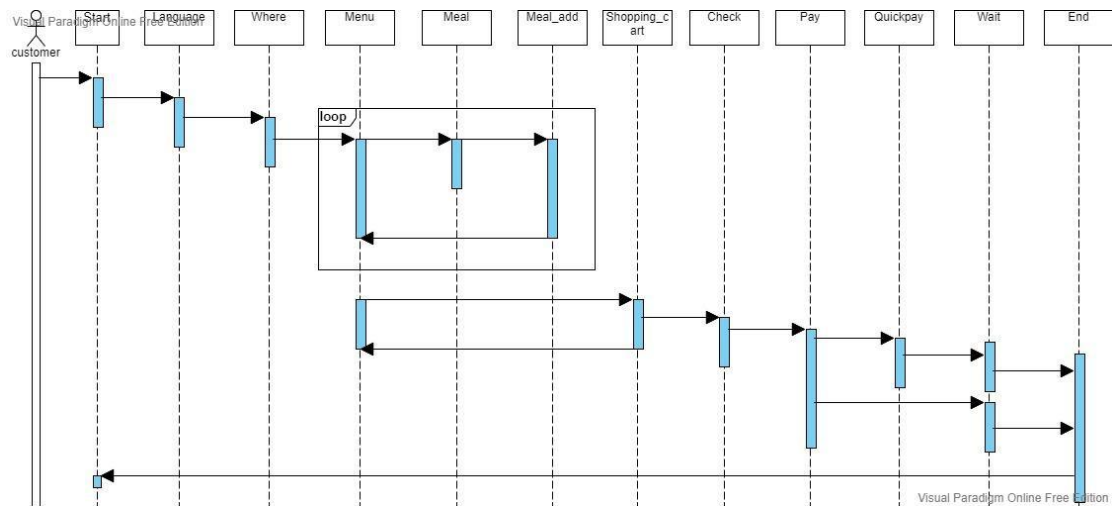 Visual Paradigm Online Free Edition
customer
Start
Language
Where
Menu
Meal
Meal_add
Shopping_c
art
Check
Pay
Quickpay
Wait
End
loop
Visual Paradigm Online Free Edition